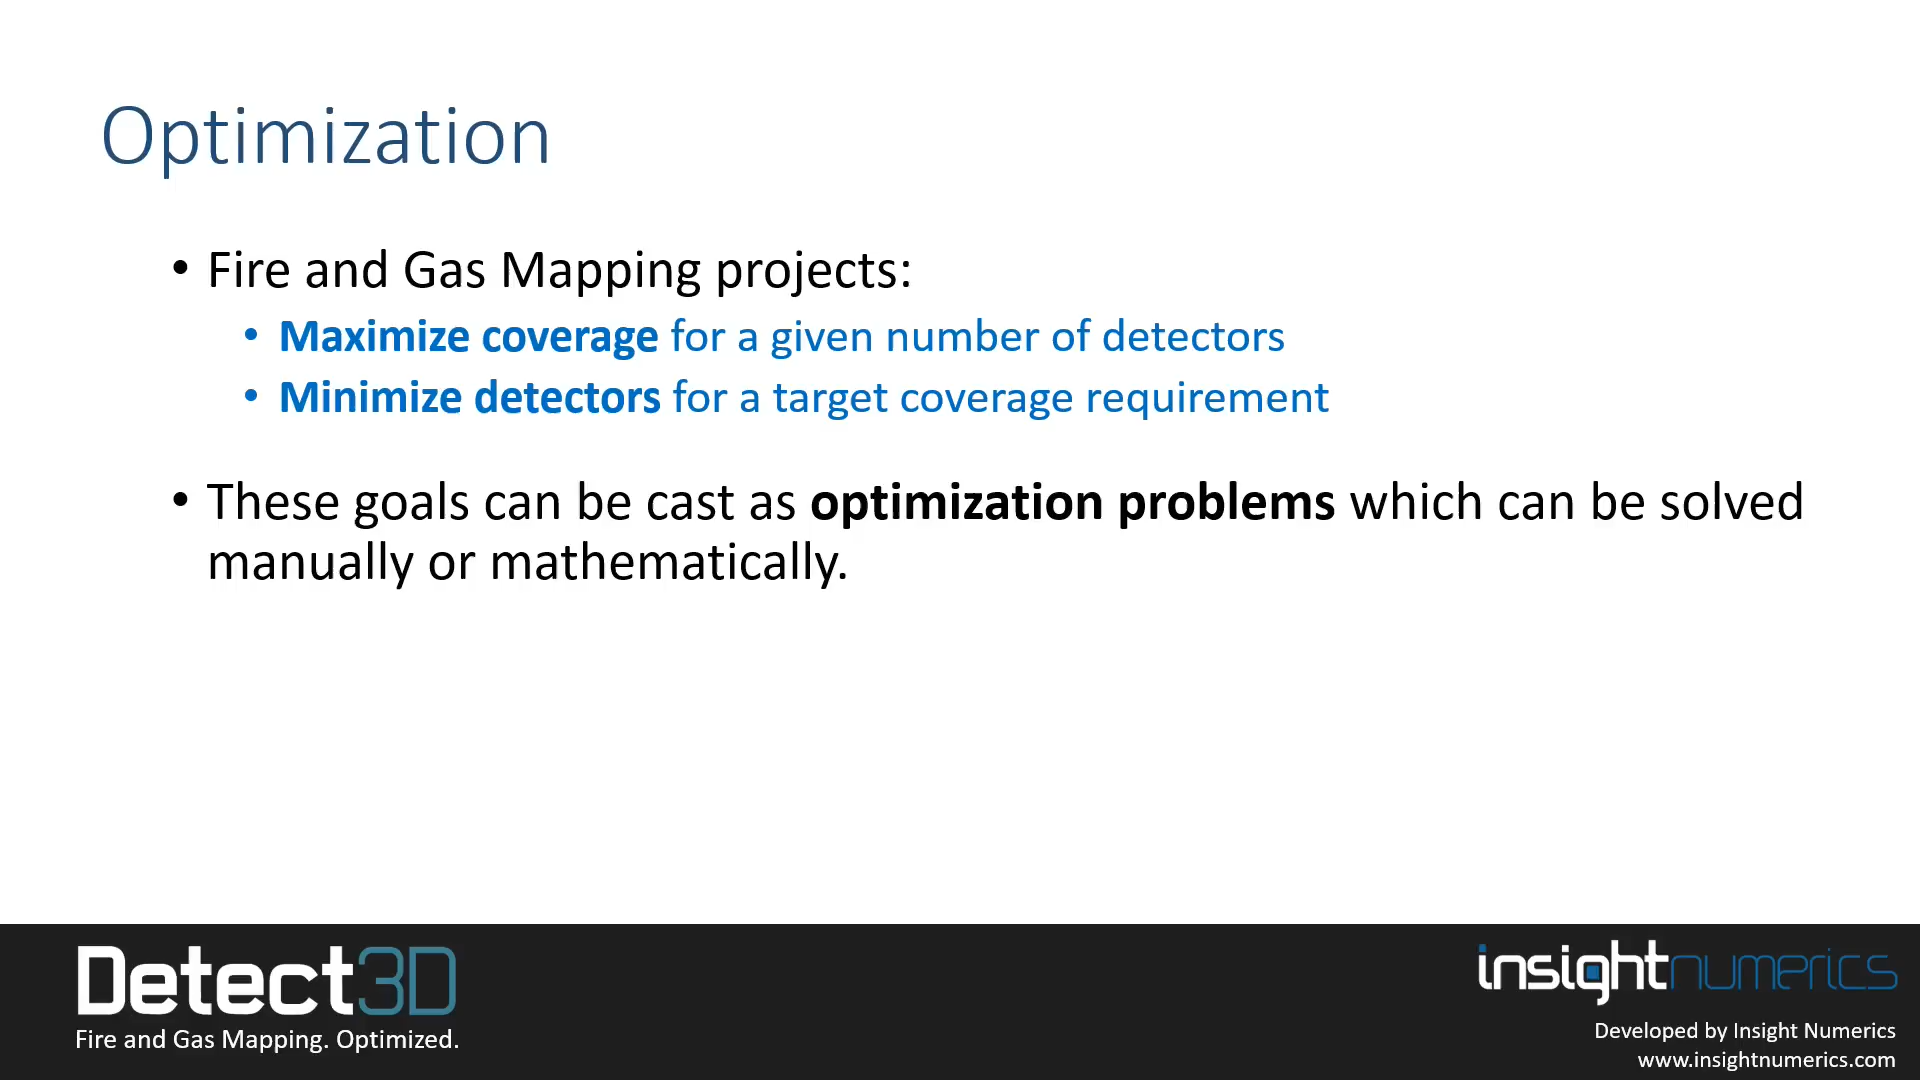 Optimization
• Fire and Gas Mapping projects:
• Maximize coverage for a given number of detectors
• Minimize detectors for a target coverage requirement
• These goals can be cast as optimization problems which can be solved
manually or mathematically.
Detect3D
Fire and Gas Mapping. Optimized.
insightnumerics
Developed by Insight Numerics
www.insightnumerics.com